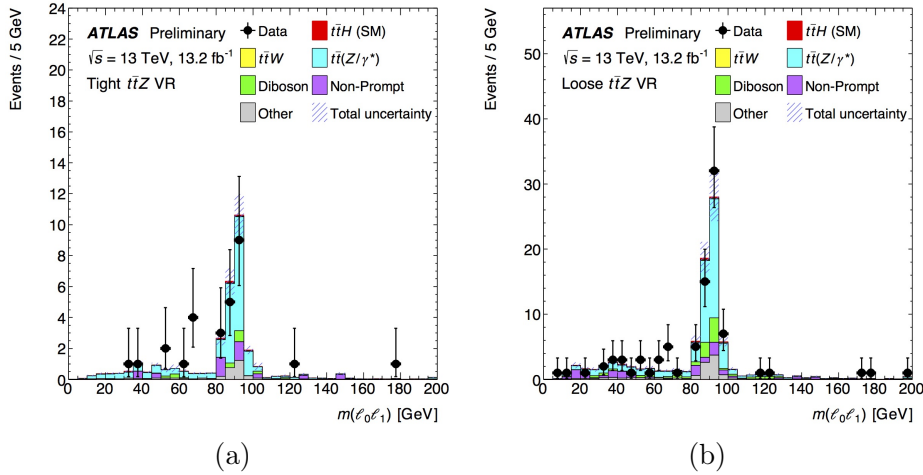 Events / 5 GeV
24
22
20
18
16
14
12
10
8
6
4
2
0
ATLAS Preliminary
√s = 13 TeV, 13.2 fb⁻¹
Tight tt̄Z VR
Data
tt̄H (SM)
tt̄W
tt̄(Z/γ*)
Diboson
Non-Prompt
Other
Total uncertainty
0 20 40 60 80 100 120 140 160 180 200
m(ℓ₀ℓ₁) [GeV]
(a)
Events / 5 GeV
50
40
30
20
10
0
ATLAS Preliminary
√s = 13 TeV, 13.2 fb⁻¹
Loose tt̄Z VR
Data
tt̄H (SM)
tt̄W
tt̄(Z/γ*)
Diboson
Non-Prompt
Other
Total uncertainty
0 20 40 60 80 100 120 140 160 180 200
m(ℓ₀ℓ₁) [GeV]
(b)